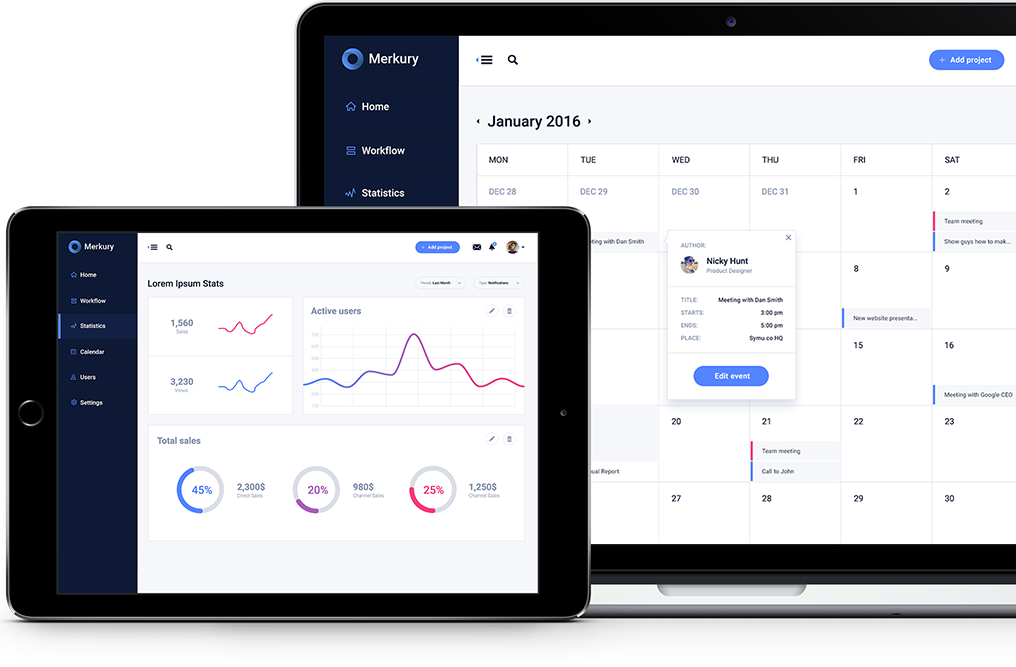 Merkury
Home
Workflow
Statistics
Add project
January 2016
MON TUE WED THU FRI SAT
DEC 28 DEC 29 DEC 30 DEC 31 1 2
Team meeting
Show guys how to mak...
eting with Dan Smith
AUTHOR:
Nicky Hunt
Product Designer
TITLE: Meeting with Dan Smith
STARTS: 3:00 pm
ENDS: 5:00 pm
PLACE: Symu.co HQ
Edit event
8 9
New website presenta...
15 16
Meeting with Google CEO
20 21 22 23
Team meeting
Call to John
ual Report
27 28 29 30
Merkury
Home
Workflow
Statistics
Calendar
Users
Settings
Add project
Lorem Ipsum Stats
Period: Last Month
Type: Notifications
1,560
Sales
3,230
Views
Active users
Total sales
45%
2,300$
Direct Sales
20%
980$
Channel Sales
25%
1,250$
Channel Sales